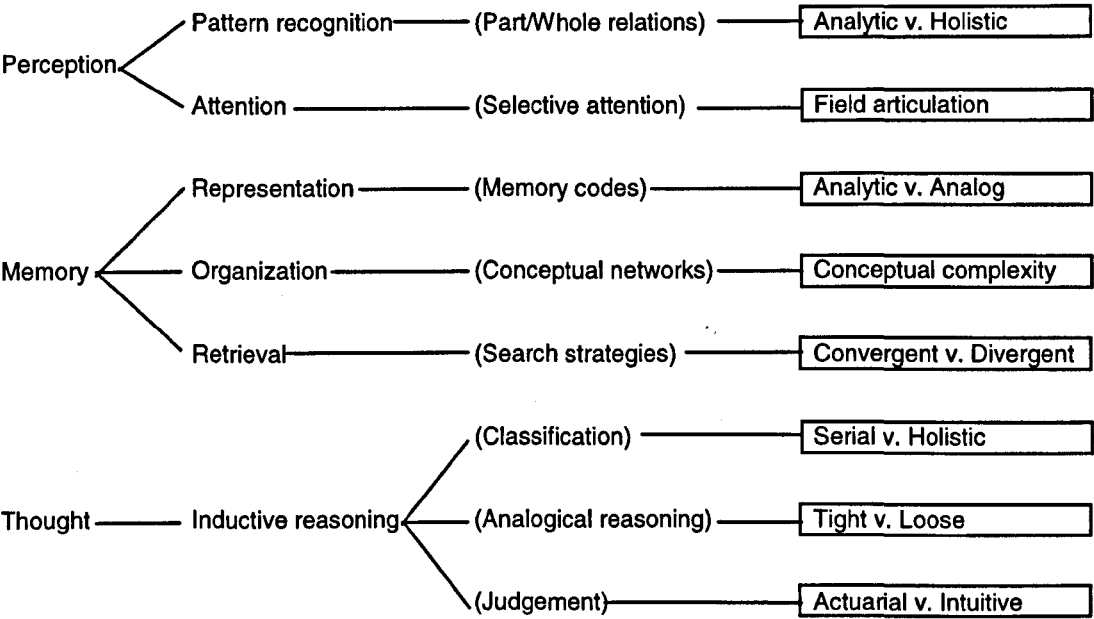 Pattern recognition (Part/Whole relations) Analytic v. Holistic
Perception
Attention (Selective attention) Field articulation
Representation (Memory codes) Analytic v. Analog
Memory Organization (Conceptual networks) Conceptual complexity
Retrieval (Search strategies) Convergent v. Divergent
(Classification) Serial v. Holistic
Thought Inductive reasoning (Analogical reasoning) Tight v. Loose
(Judgement) Actuarial v. Intuitive